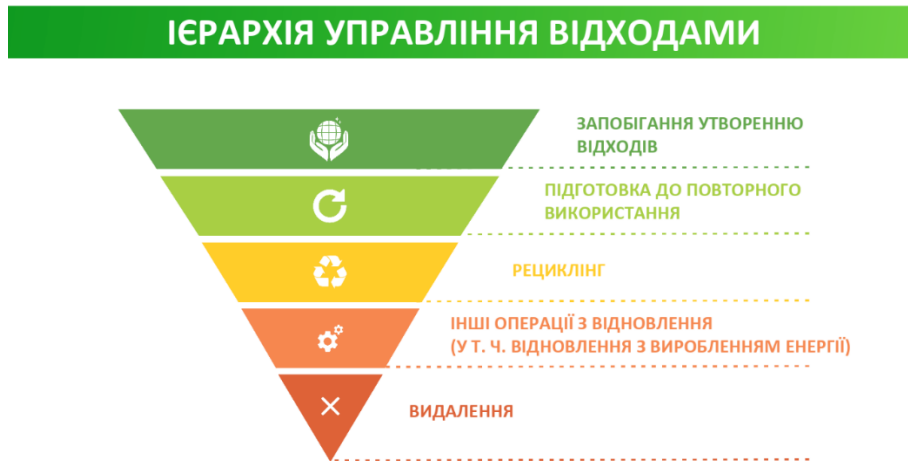 ІЄРАРХІЯ УПРАВЛІННЯ ВІДХОДАМИ
ЗАПОБІГАННЯ УТВОРЕННЮ
ВІДХОДІВ
ПІДГОТОВКА ДО ПОВТОРНОГО
ВИКОРИСТАННЯ
РЕЦИКЛІНГ
ІНШІ ОПЕРАЦІЇ З ВІДНОВЛЕННЯ
(У Т. Ч. ВІДНОВЛЕННЯ З ВИРОБЛЕННЯМ ЕНЕРГІЇ)
ВИДАЛЕННЯ